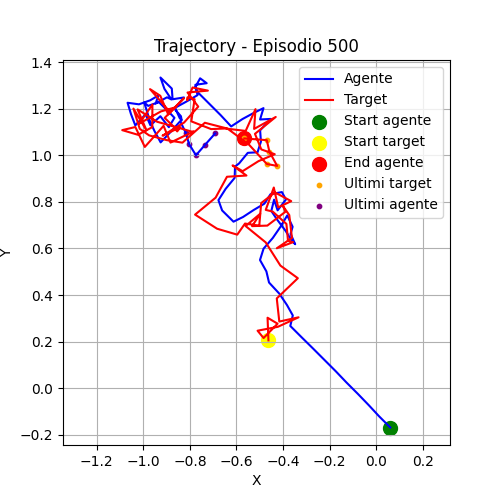 Trajectory - Episodio 500
1.4
1.2
1.0
0.8
0.6
0.4
0.2
0.0
−0.2
Y
−1.2
−1.0
−0.8
−0.6
−0.4
−0.2
0.0
0.2
X
Agente
Target
Start agente
Start target
End agente
Ultimi target
Ultimi agente